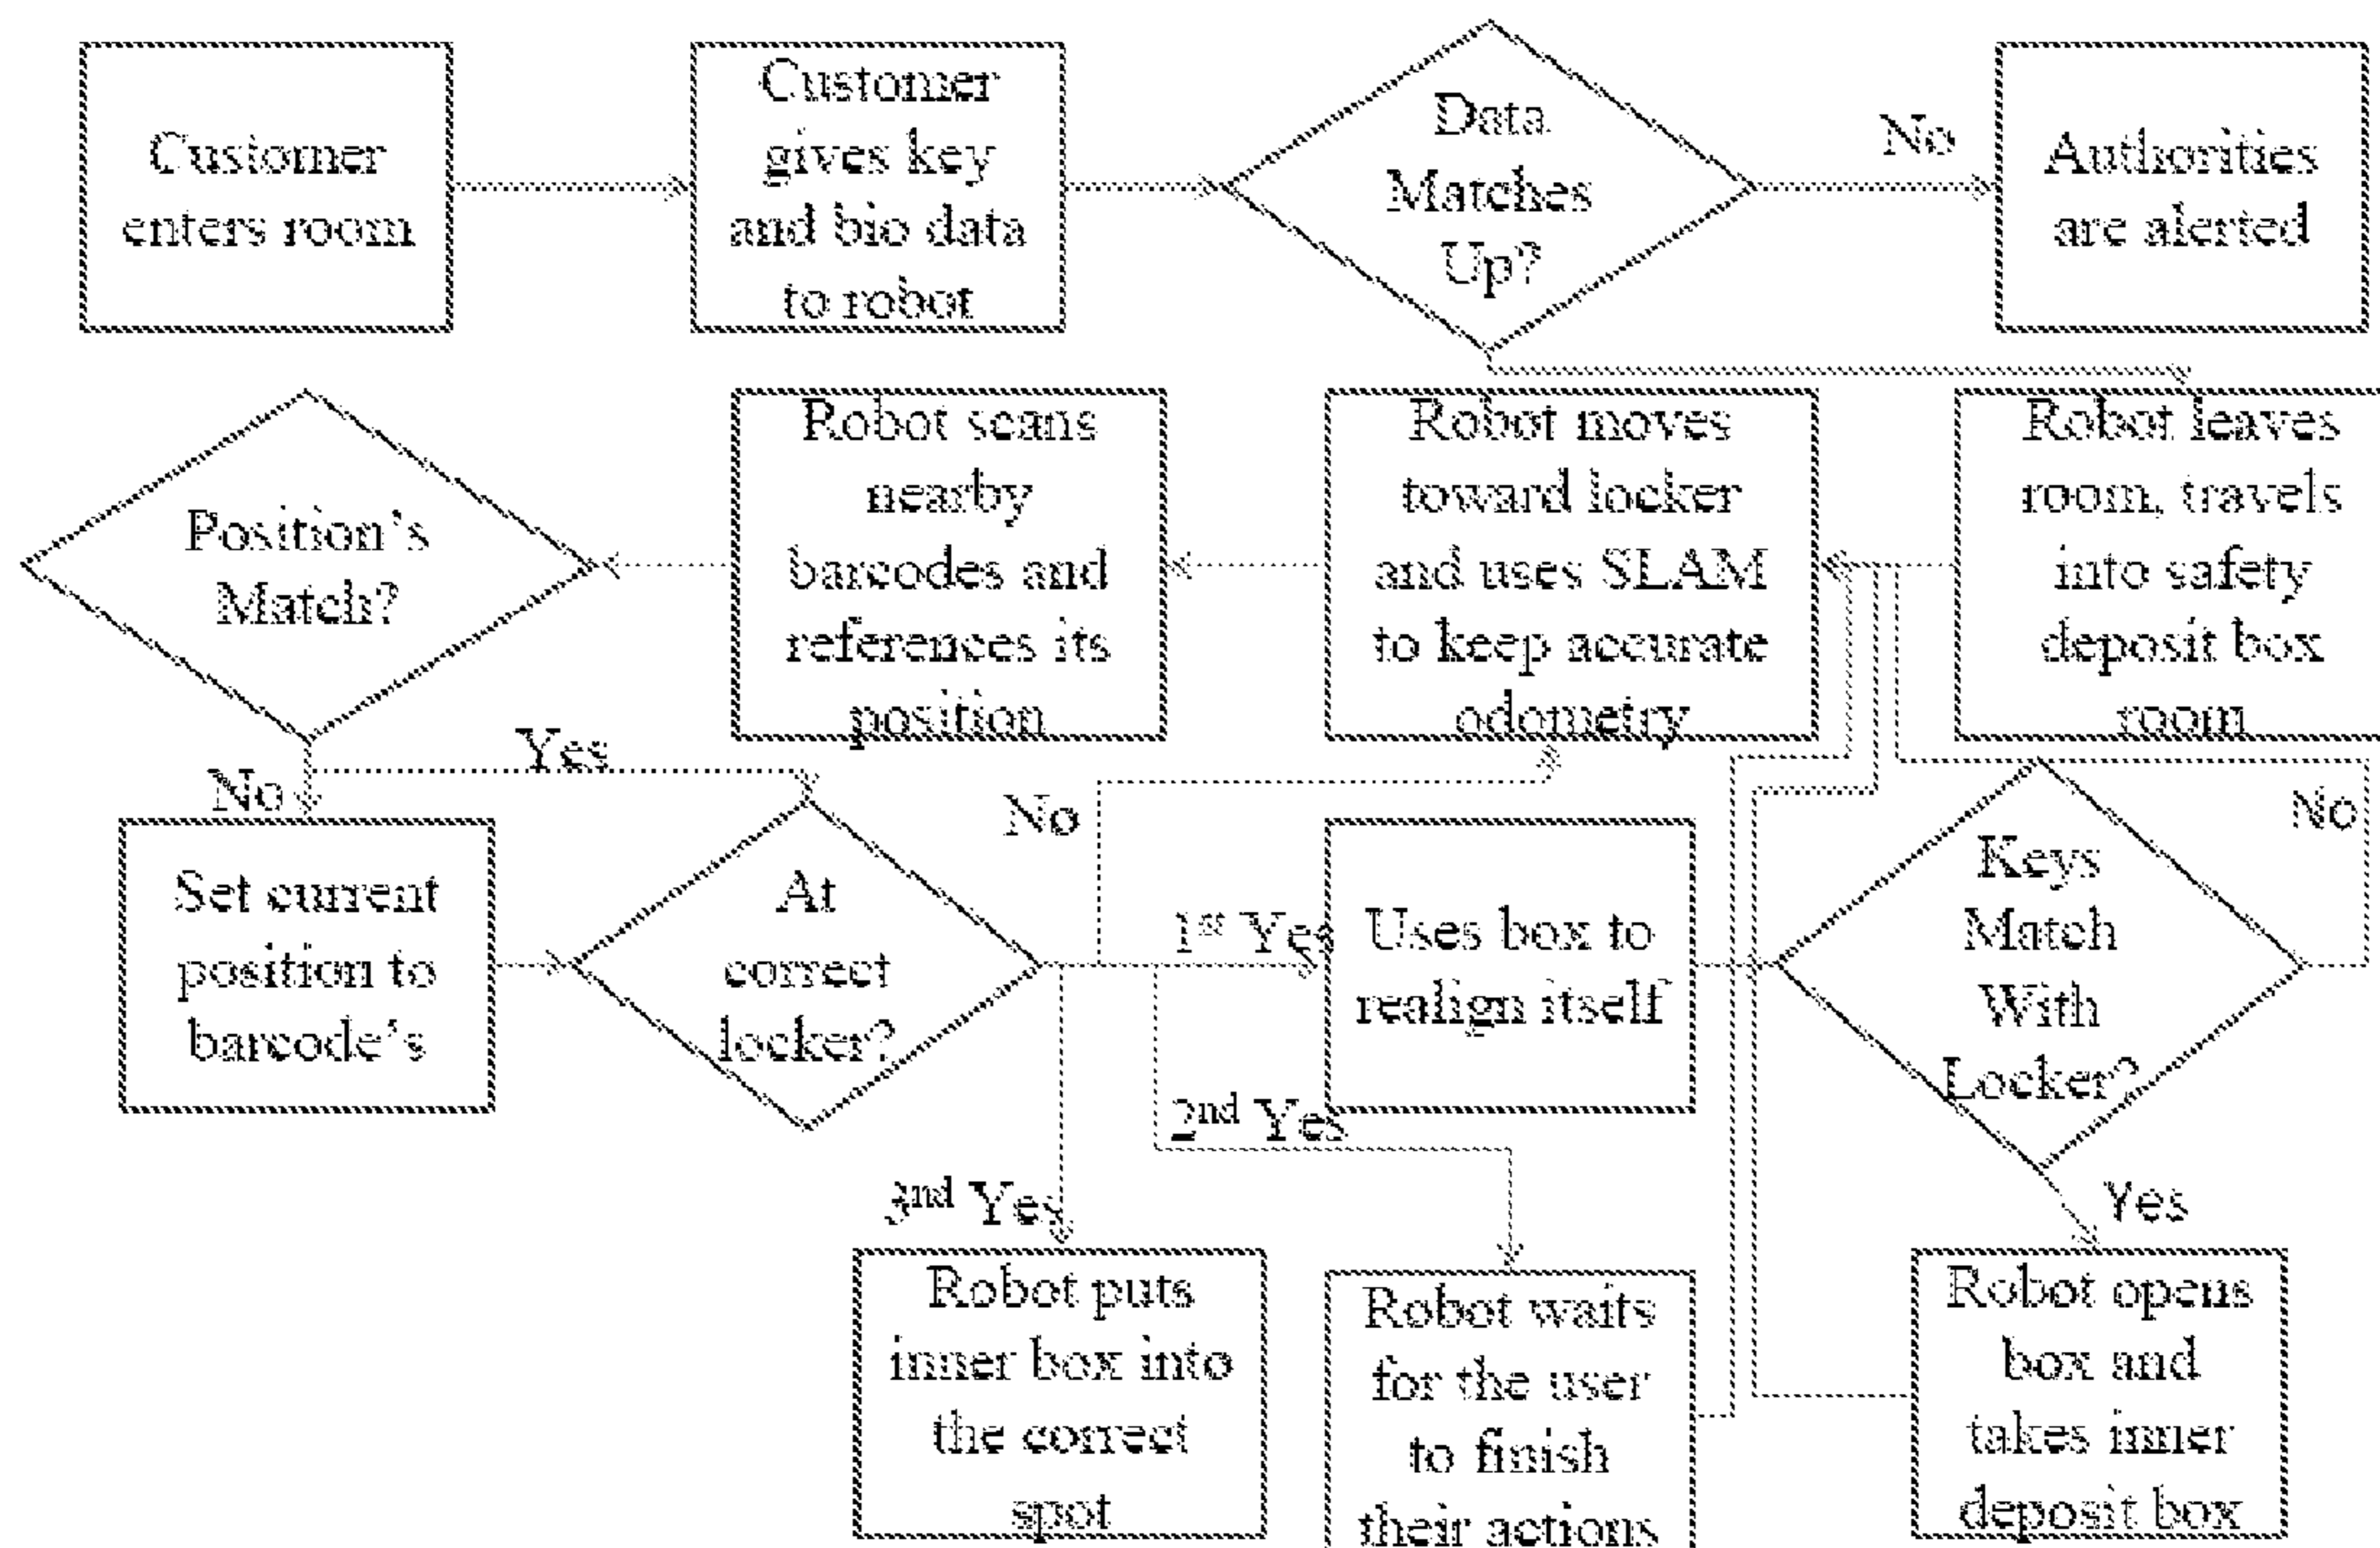 Customer
enters room
Customer
gives key
and bio data
to robot
Data
Matches
Up?
No
Authorities
are alerted
Position's
Match?
Robot scans
nearby
barcodes and
references its
position
Robot moves
toward locker
and uses SLAM
to keep accurate
odometry
Robot leaves
room, travels
into safety
deposit box
room
No
Yes
Set current
position to
barcode's
At
correct
locker?
No
1st Yes
2nd Yes
3nd Yes
Uses box to
realign itself
Keys
Match
With
Locker?
No
Yes
Robot puts
inner box into
the correct
spot
Robot waits
for the user
to finish
their actions
Robot opens
box and
takes inner
deposit box